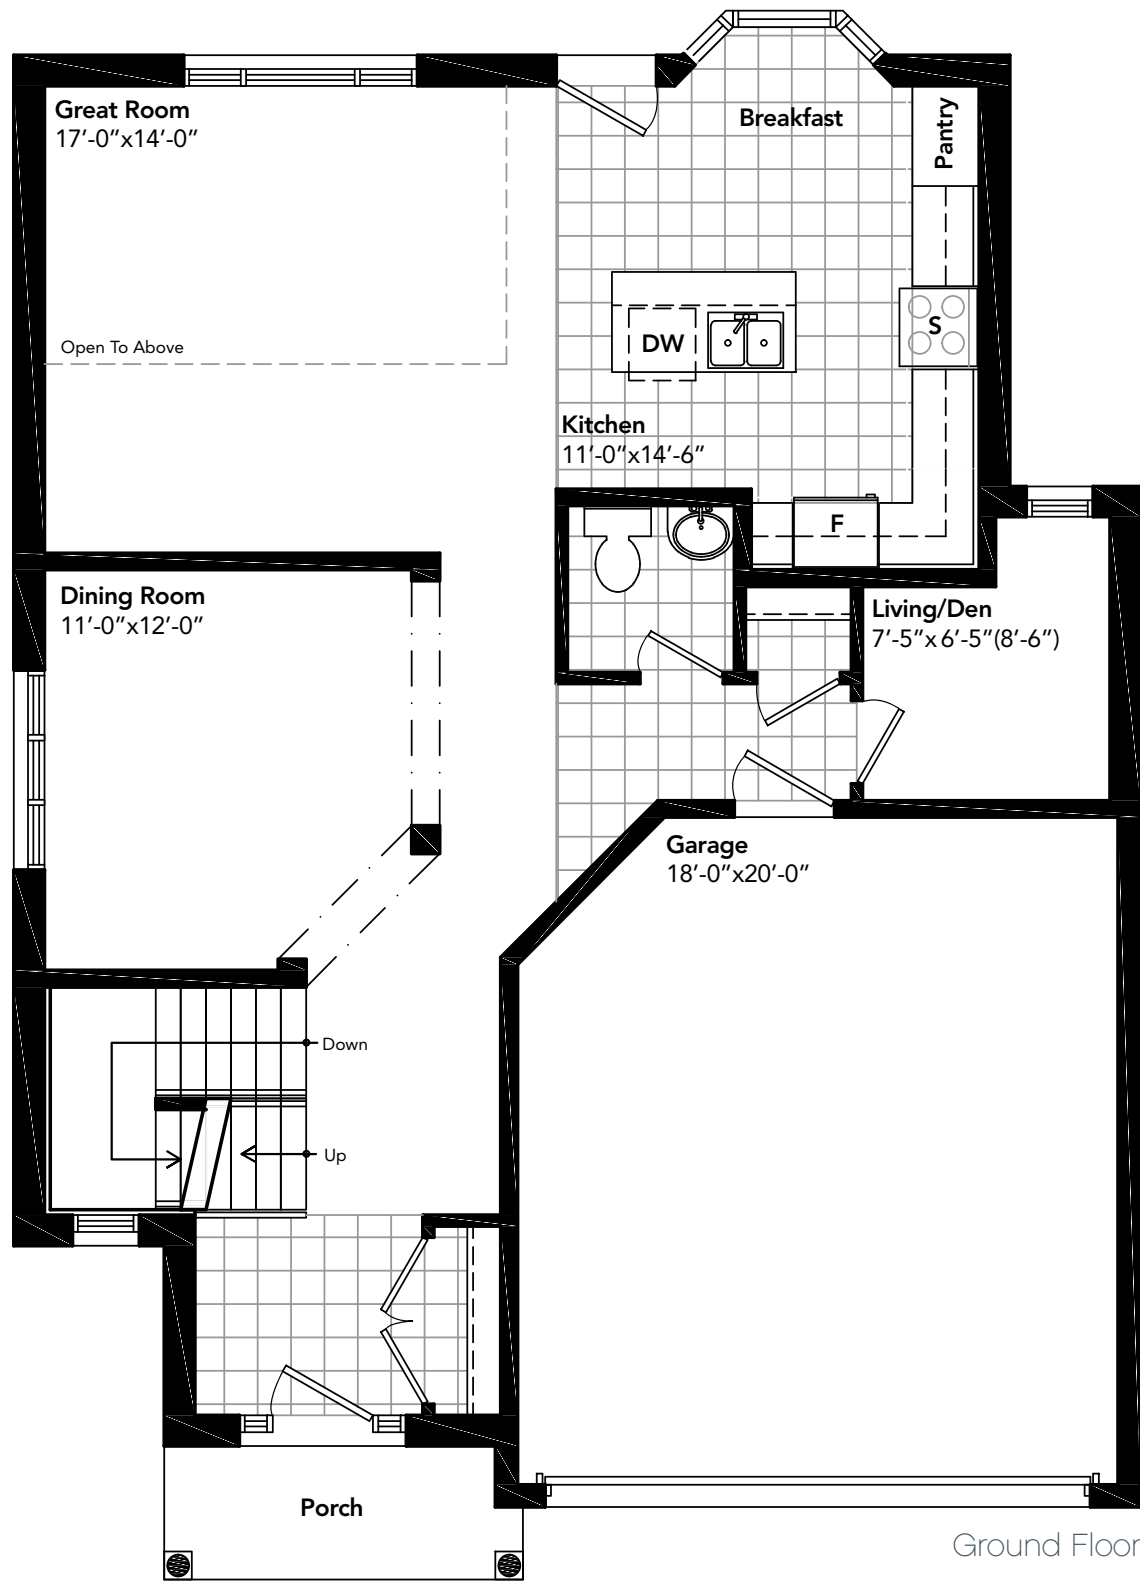 Great Room
17’-0”x14’-0”
Breakfast
Pantry
Open To Above
DW
S
Kitchen
11’-0”x14’-6”
F
Dining Room
11’-0”x12’-0”
Living/Den
7’-5”x6’-5”(8’-6”)
Garage
18’-0”x20’-0”
Down
Up
Porch
Ground Floor